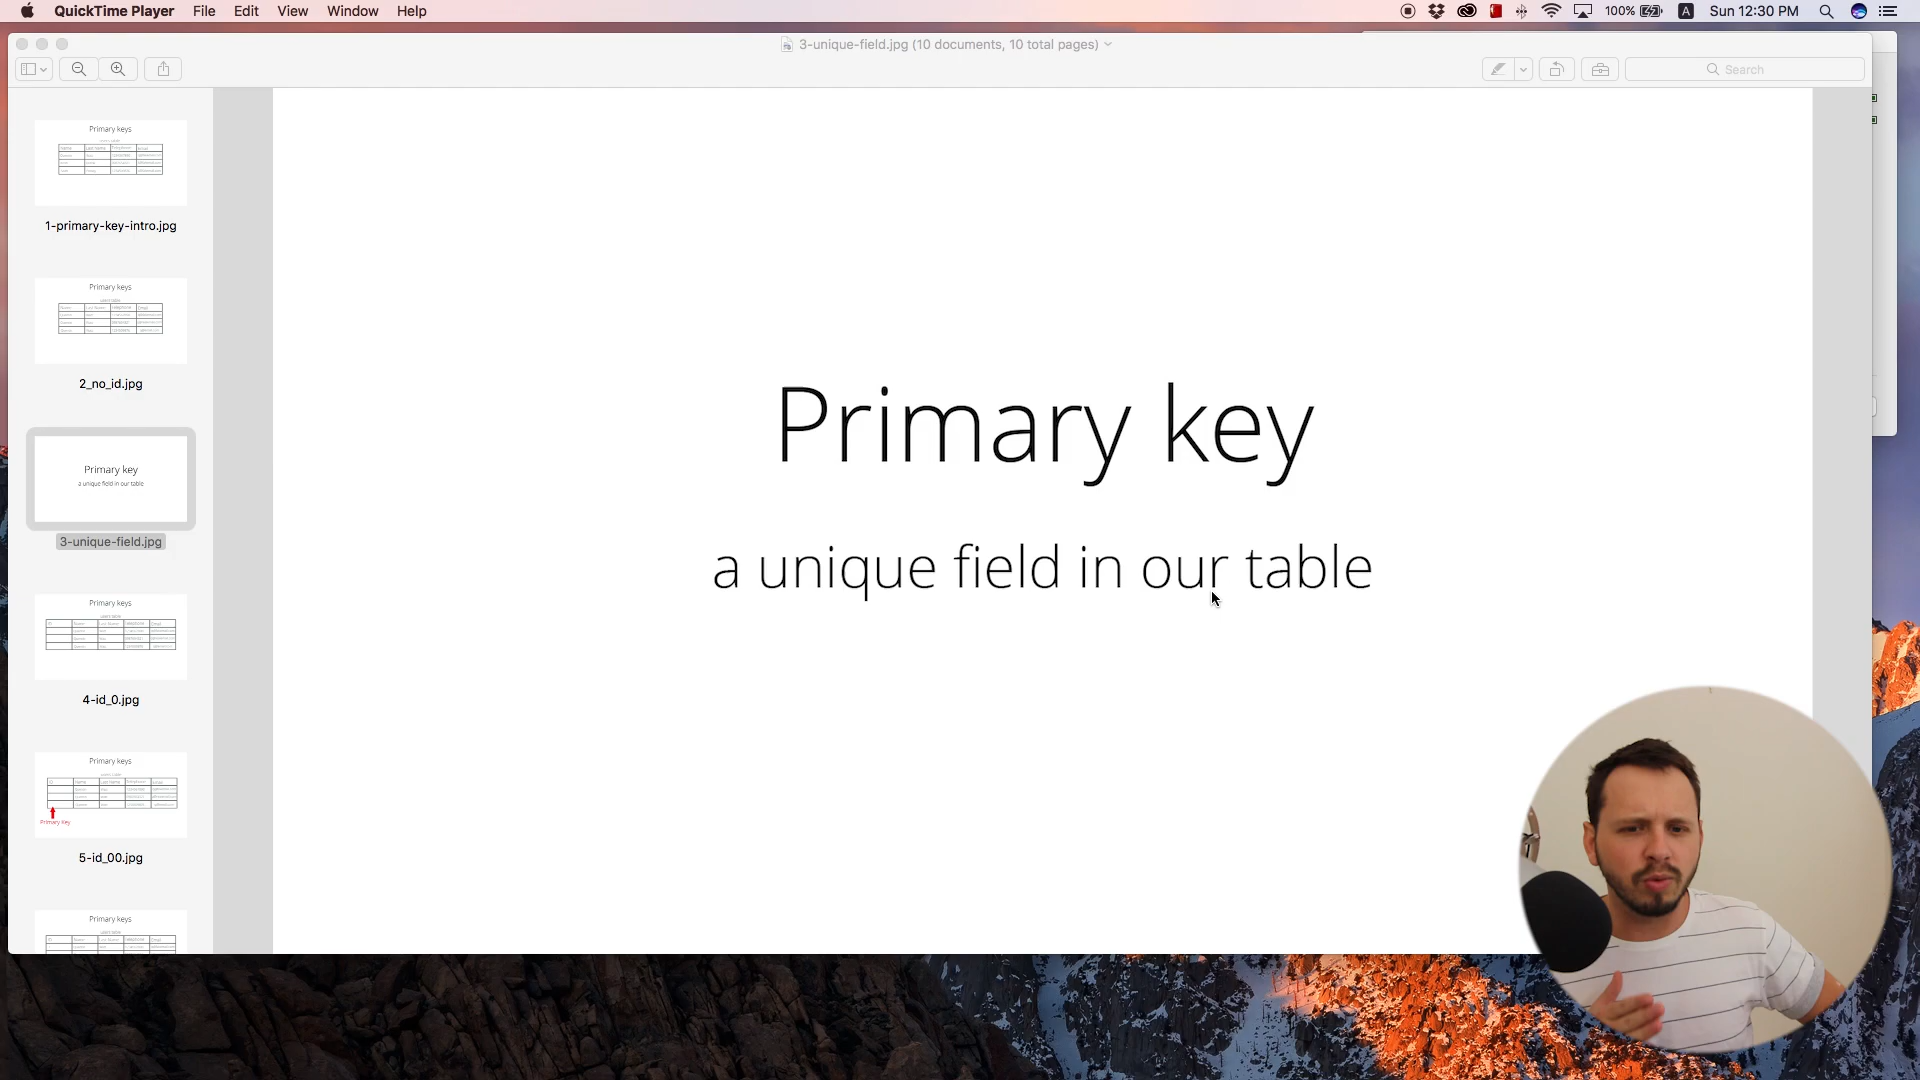 QuickTime Player File Edit View Window Help
100% A Sun 12:30 PM
3-unique-field.jpg (10 documents, 10 total pages)
Search
Primary keys
1-primary-key-intro.jpg
Primary keys
2_no_id.jpg
Primary key
a unique field in our table
3-unique-field.jpg
Primary keys
4-id_0.jpg
Primary keys
Primary Key
5-id_00.jpg
Primary keys
Primary key
a unique field in our table